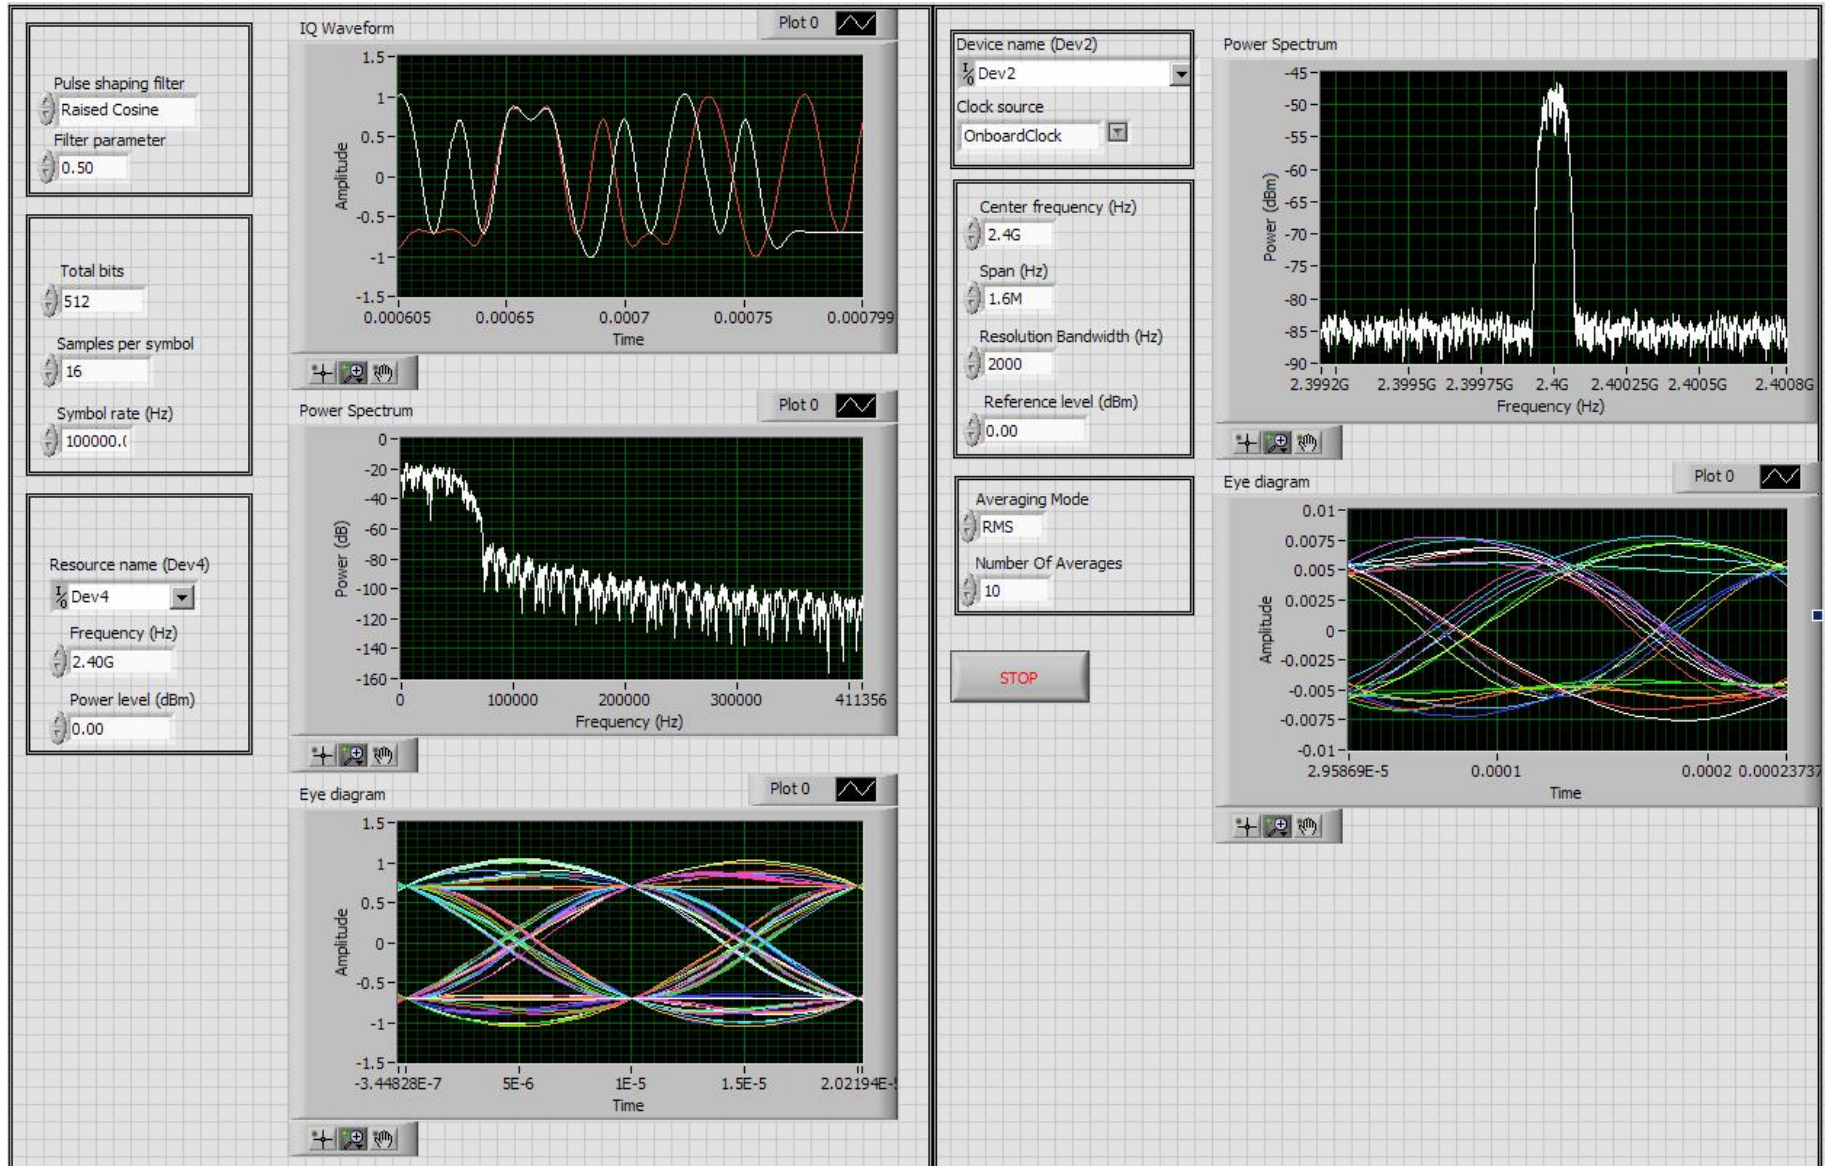 Pulse shaping filter
Raised Cosine
Filter parameter
0.50
Total bits
512
Samples per symbol
16
Symbol rate (Hz)
100000.(
Resource name (Dev4)
I/O Dev4
Frequency (Hz)
2.40G
Power level (dBm)
0.00
IQ Waveform
Plot 0
1.5
1
0.5
0
-0.5
-1
-1.5
Amplitude
0.000605 0.00065 0.0007 0.00075 0.000799
Time
Power Spectrum
Plot 0
0
-20
-40
-60
-80
-100
-120
-140
-160
Power (dB)
0 100000 200000 300000 411356
Frequency (Hz)
Eye diagram
Plot 0
1.5
1
0.5
0
-0.5
-1
-1.5
Amplitude
-3.44828E-7 5E-6 1E-5 1.5E-5 2.02194E-
Time
Device name (Dev2)
I/O Dev2
Clock source
OnboardClock
Center frequency (Hz)
2.4G
Span (Hz)
1.6M
Resolution Bandwidth (Hz)
2000
Reference level (dBm)
0.00
Averaging Mode
RMS
Number Of Averages
10
STOP
Power Spectrum
-45
-50
-55
-60
-65
-70
-75
-80
-85
-90
Power (dBm)
2.3992G 2.3995G 2.39975G 2.4G 2.40025G 2.4005G 2.4008G
Frequency (Hz)
Eye diagram
Plot 0
0.01
0.0075
0.005
0.0025
0
-0.0025
-0.005
-0.0075
-0.01
Amplitude
2.95869E-5 0.0001 0.0002 0.00023737
Time